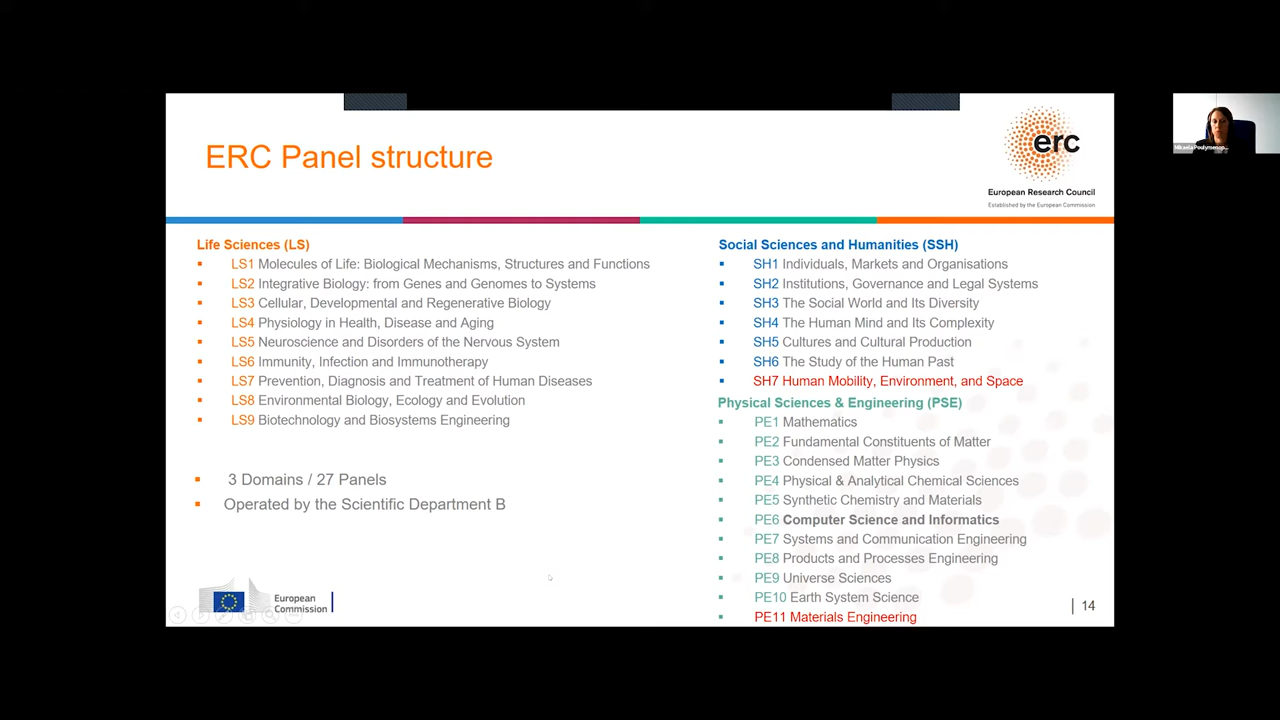 ERC Panel structure
erc
European Research Council
Established by the European Commission
Life Sciences (LS)
LS1 Molecules of Life: Biological Mechanisms, Structures and Functions
LS2 Integrative Biology: from Genes and Genomes to Systems
LS3 Cellular, Developmental and Regenerative Biology
LS4 Physiology in Health, Disease and Aging
LS5 Neuroscience and Disorders of the Nervous System
LS6 Immunity, Infection and Immunotherapy
LS7 Prevention, Diagnosis and Treatment of Human Diseases
LS8 Environmental Biology, Ecology and Evolution
LS9 Biotechnology and Biosystems Engineering
3 Domains / 27 Panels
Operated by the Scientific Department B
Social Sciences and Humanities (SSH)
SH1 Individuals, Markets and Organisations
SH2 Institutions, Governance and Legal Systems
SH3 The Social World and Its Diversity
SH4 The Human Mind and Its Complexity
SH5 Cultures and Cultural Production
SH6 The Study of the Human Past
SH7 Human Mobility, Environment, and Space
Physical Sciences & Engineering (PSE)
PE1 Mathematics
PE2 Fundamental Constituents of Matter
PE3 Condensed Matter Physics
PE4 Physical & Analytical Chemical Sciences
PE5 Synthetic Chemistry and Materials
PE6 Computer Science and Informatics
PE7 Systems and Communication Engineering
PE8 Products and Processes Engineering
PE9 Universe Sciences
PE10 Earth System Science
PE11 Materials Engineering
European
Commission
14